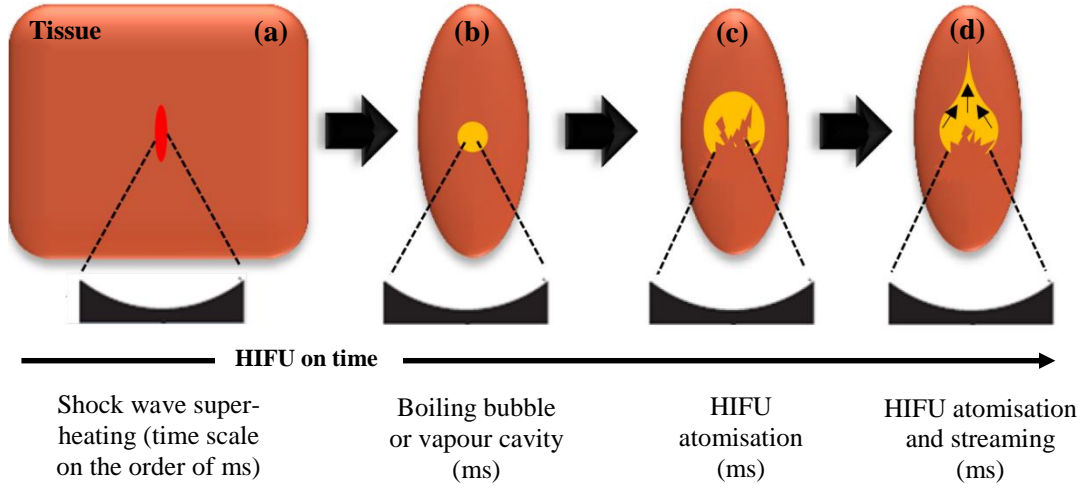 Tissue (a) (b) (c) (d)
HIFU on time
Shock wave super-
heating (time scale
on the order of ms)
Boiling bubble
or vapour cavity
(ms)
HIFU
atomisation
(ms)
HIFU atomisation
and streaming
(ms)